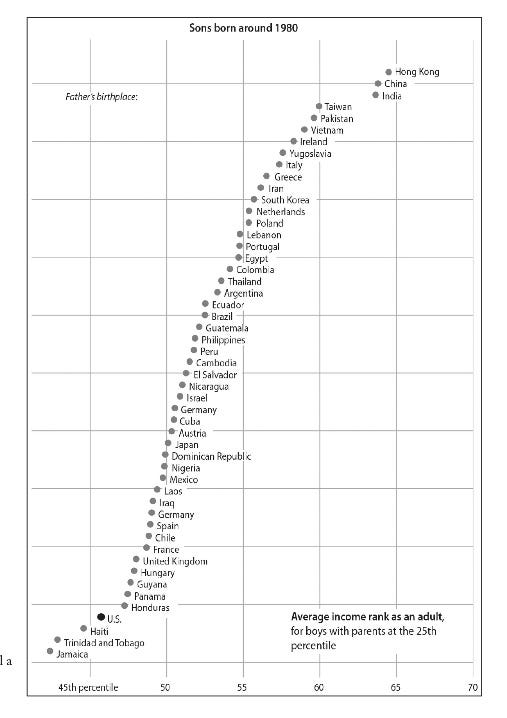 Sons born around 1980
Hong Kong
China
Father's birthplace:
India
Taiwan
Pakistan
Vietnam
Ireland
Yugoslavia
Italy
Greece
Iran
South Korea
Netherlands
Poland
Lebanon
Portugal
Egypt
Colombia
Thailand
Argentina
Ecuador
Brazil
Guatemala
Philippines
Peru
Cambodia
El Salvador
Nicaragua
Israel
Germany
Cuba
Austria
Japan
Dominican Republic
Nigeria
Mexico
Laos
Iraq
Germany
Spain
Chile
France
United Kingdom
Hungary
Guyana
Panama
Honduras
U.S.
Haiti
Trinidad and Tobago
Jamaica
Average income rank as an adult,
for boys with parents at the 25th
percentile
l a
45th percentile 50 55 60 65 70